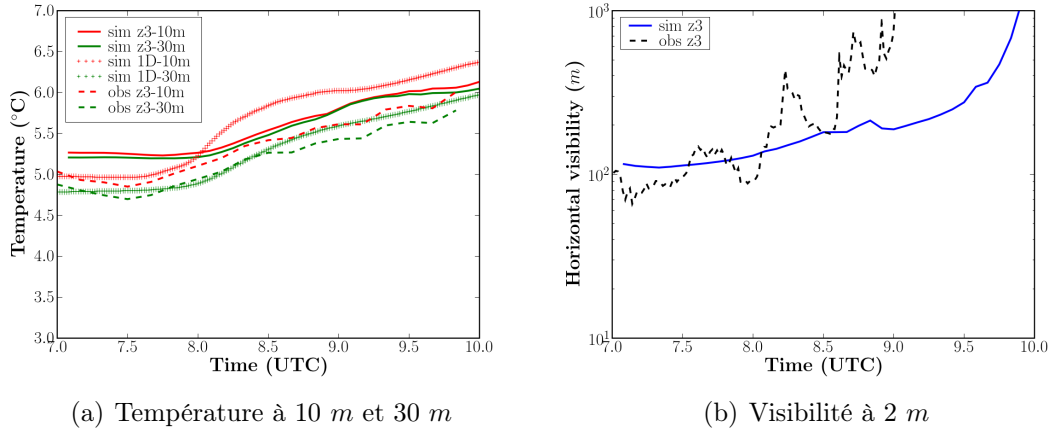 7.0
6.5
6.0
5.5
5.0
4.5
4.0
3.5
3.0
Temperature (°C)
sim z3-10m
sim z3-30m
sim 1D-10m
sim 1D-30m
obs z3-10m
obs z3-30m
7.0 7.5 8.0 8.5 9.0 9.5 10.0
Time (UTC)
(a) Température à 10 m et 30 m
10³
10²
10¹
Horizontal visibility (m)
sim z3
obs z3
7.0 7.5 8.0 8.5 9.0 9.5 10.0
Time (UTC)
(b) Visibilité à 2 m